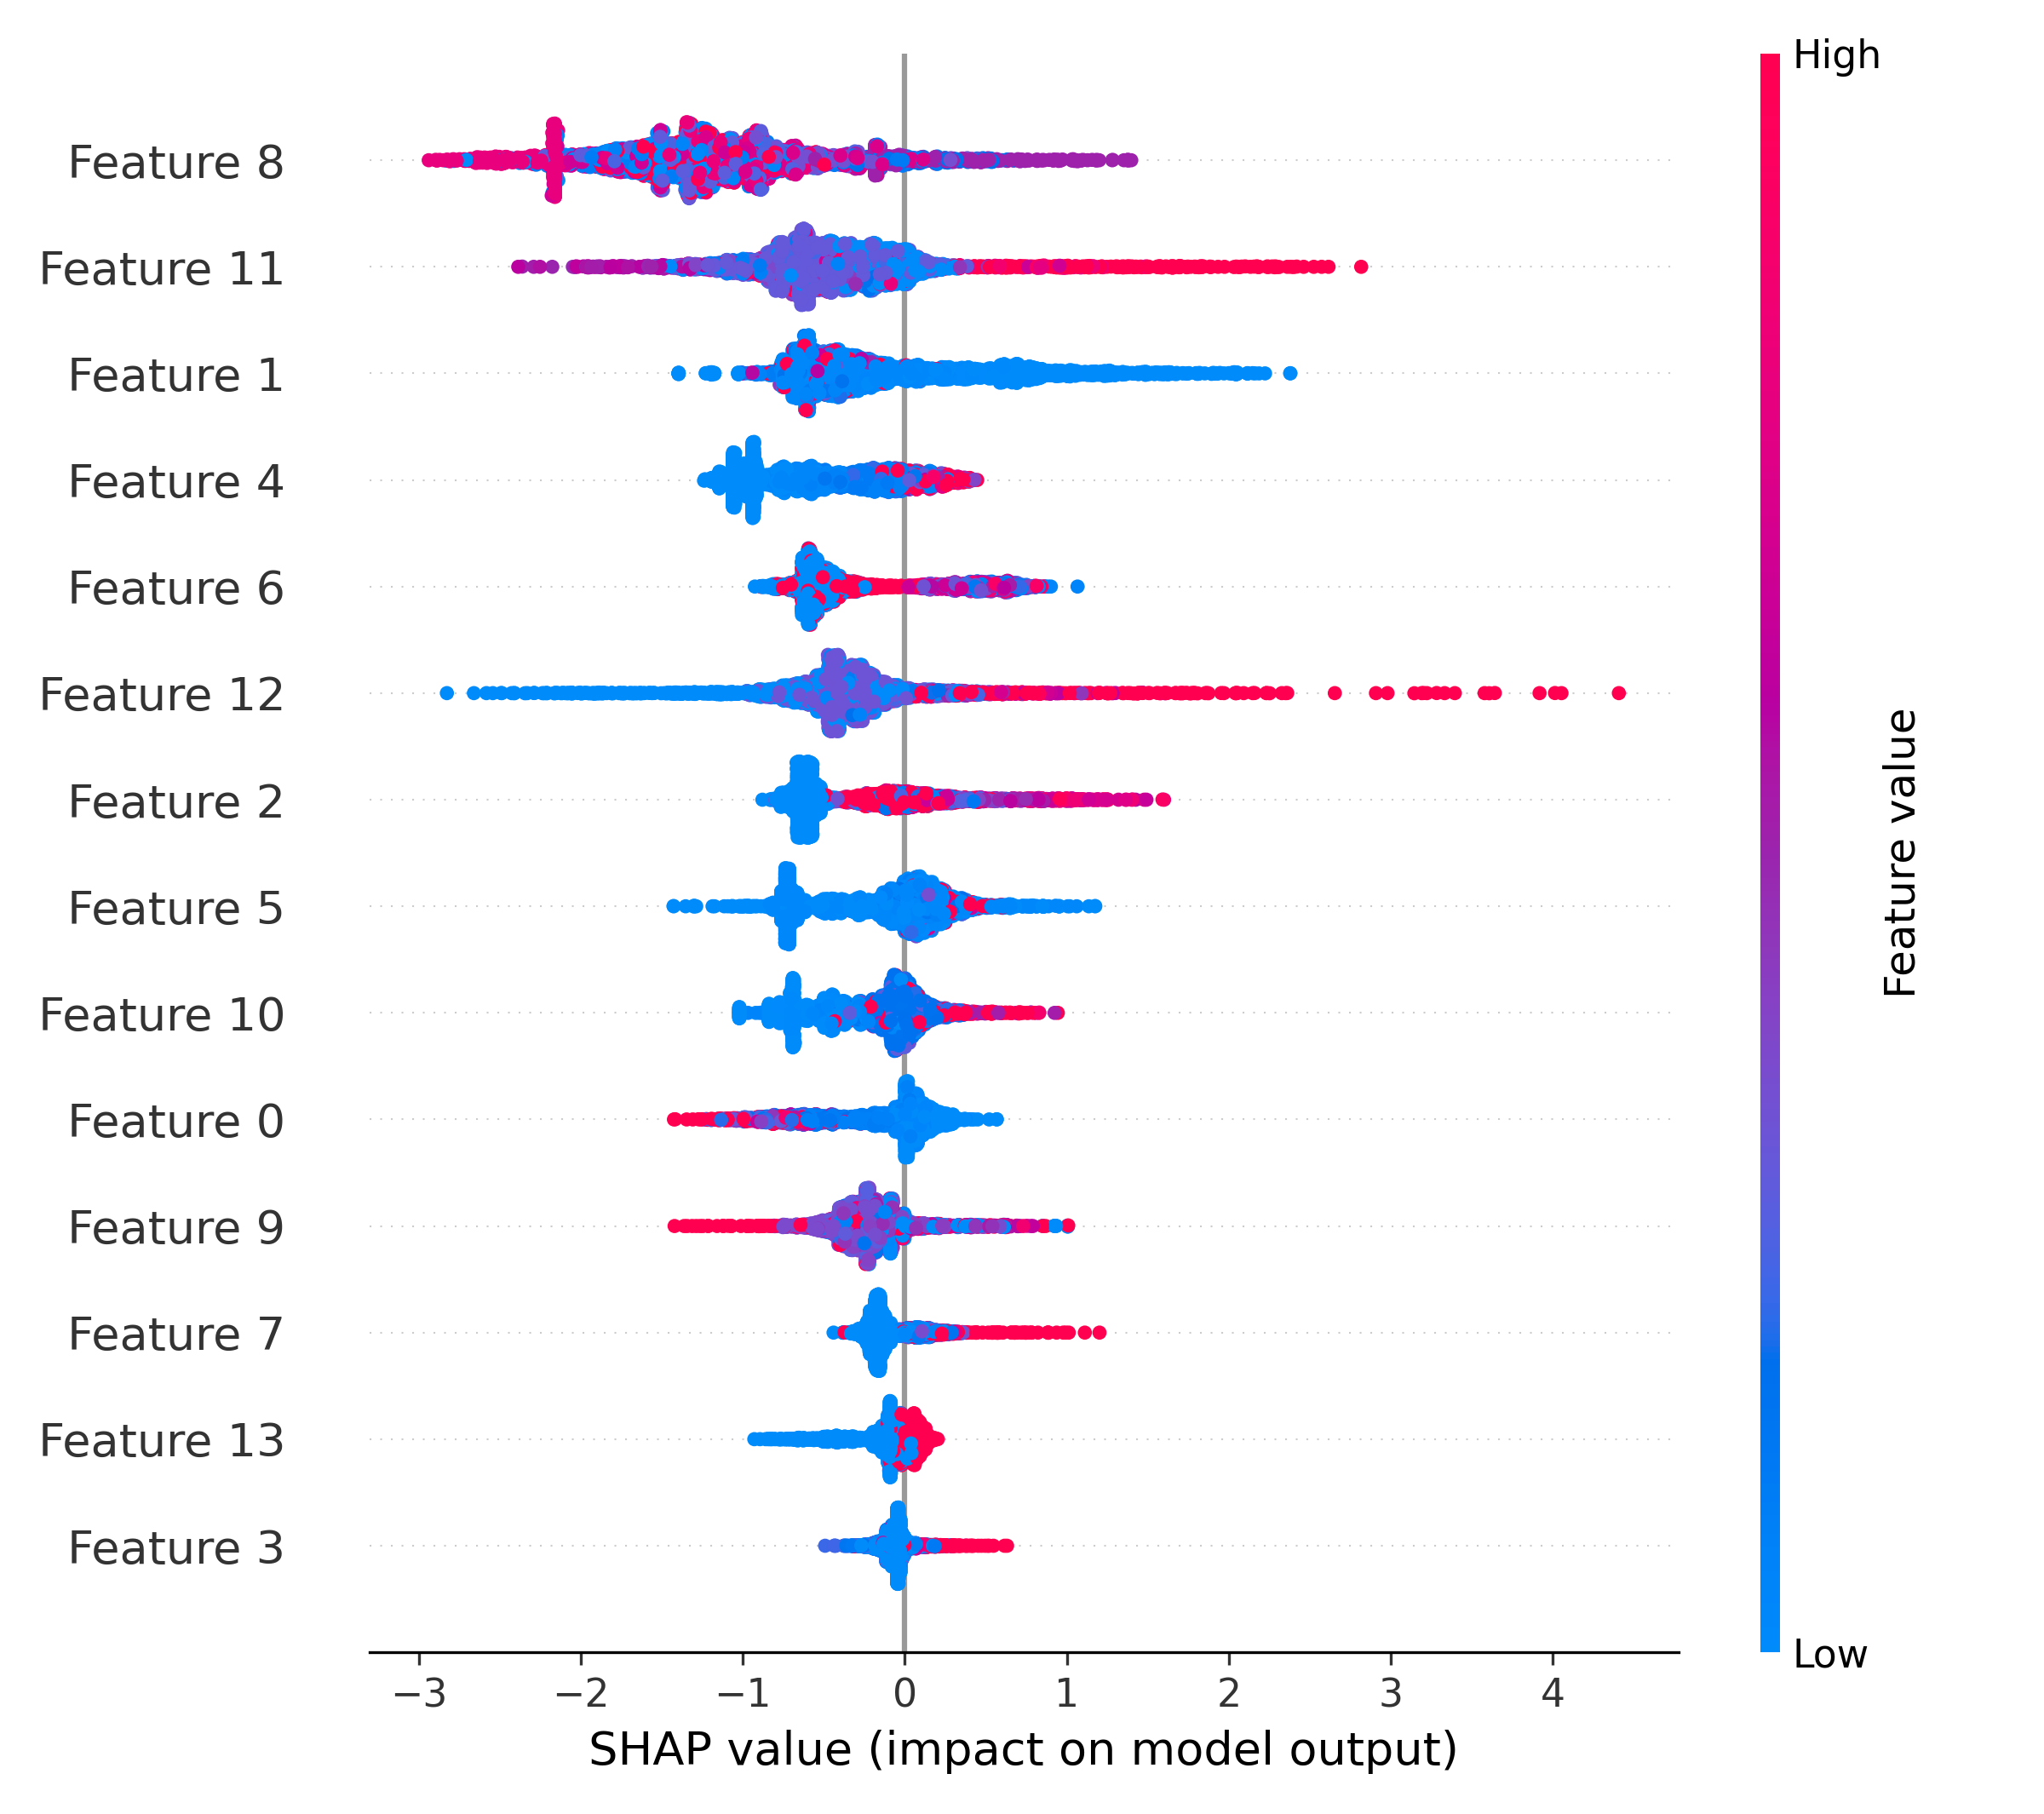 High
Feature 8
Feature 11
Feature 1
Feature 4
Feature 6
Feature 12
Feature 2
Feature 5
Feature 10
Feature 0
Feature 9
Feature 7
Feature 13
Feature 3
Feature value
Low
−3 −2 −1 0 1 2 3 4
SHAP value (impact on model output)